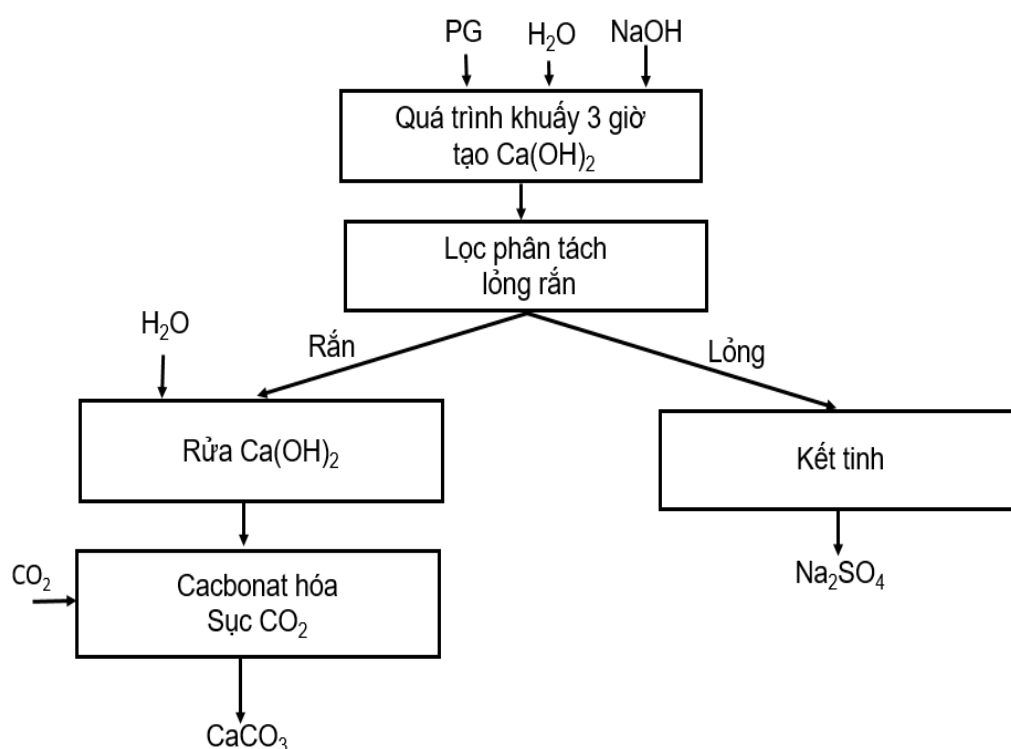 PG
H₂O
NaOH
Quá trình khuấy 3 giờ
tạo Ca(OH)₂
Lọc phân tách
lỏng rắn
H₂O
Rắn
Lỏng
Rửa Ca(OH)₂
Kết tinh
CO₂
Cacbonat hóa
Sục CO₂
Na₂SO₄
CaCO₃